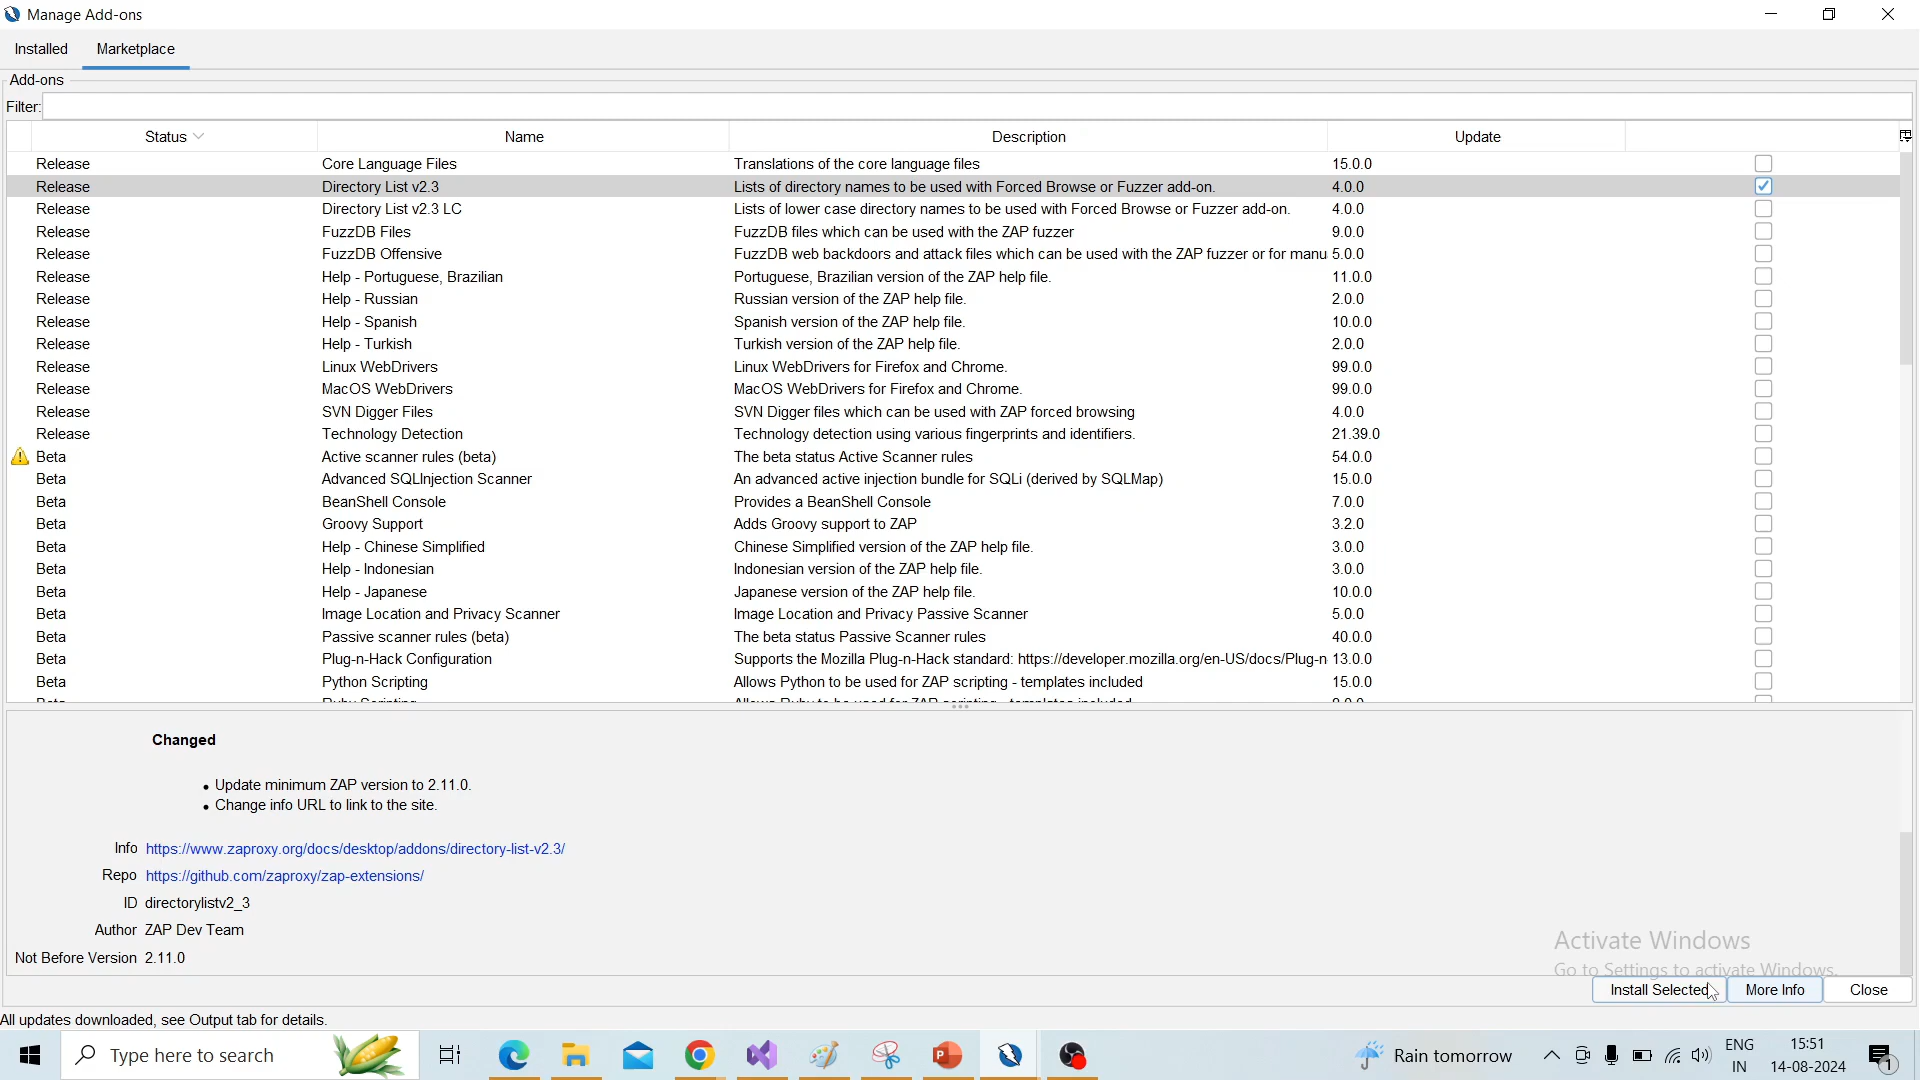 Manage Add-ons
Installed Marketplace
Add-ons
Filter:
Status Name Description Update
Release Core Language Files Translations of the core language files 15.0.0
Release Directory List v2.3 Lists of directory names to be used with Forced Browse or Fuzzer add-on. 4.0.0
Release Directory List v2.3 LC Lists of lower case directory names to be used with Forced Browse or Fuzzer add-on. 4.0.0
Release FuzzDB Files FuzzDB files which can be used with the ZAP fuzzer 9.0.0
Release FuzzDB Offensive FuzzDB web backdoors and attack files which can be used with the ZAP fuzzer or for manu 5.0.0
Release Help - Portuguese, Brazilian Portuguese, Brazilian version of the ZAP help file. 11.0.0
Release Help - Russian Russian version of the ZAP help file. 2.0.0
Release Help - Spanish Spanish version of the ZAP help file. 10.0.0
Release Help - Turkish Turkish version of the ZAP help file. 2.0.0
Release Linux WebDrivers Linux WebDrivers for Firefox and Chrome. 99.0.0
Release MacOS WebDrivers MacOS WebDrivers for Firefox and Chrome. 99.0.0
Release SVN Digger Files SVN Digger files which can be used with ZAP forced browsing 4.0.0
Release Technology Detection Technology detection using various fingerprints and identifiers. 21.39.0
Beta Active scanner rules (beta) The beta status Active Scanner rules 54.0.0
Beta Advanced SQLInjection Scanner An advanced active injection bundle for SQLi (derived by SQLMap) 15.0.0
Beta BeanShell Console Provides a BeanShell Console 7.0.0
Beta Groovy Support Adds Groovy support to ZAP 3.2.0
Beta Help - Chinese Simplified Chinese Simplified version of the ZAP help file. 3.0.0
Beta Help - Indonesian Indonesian version of the ZAP help file. 3.0.0
Beta Help - Japanese Japanese version of the ZAP help file. 10.0.0
Beta Image Location and Privacy Scanner Image Location and Privacy Passive Scanner 5.0.0
Beta Passive scanner rules (beta) The beta status Passive Scanner rules 40.0.0
Beta Plug-n-Hack Configuration Supports the Mozilla Plug-n-Hack standard: https://developer.mozilla.org/en-US/docs/Plug-n 13.0.0
Beta Python Scripting Allows Python to be used for ZAP scripting - templates included 15.0.0
Changed
• Update minimum ZAP version to 2.11.0.
• Change info URL to link to the site.
Info https://www.zaproxy.org/docs/desktop/addons/directory-list-v2.3/
Repo https://github.com/zaproxy/zap-extensions/
ID directorylistv2_3
Author ZAP Dev Team
Not Before Version 2.11.0
Activate Windows
Go to Settings to activate Windows.
Install Selected More Info Close
All updates downloaded, see Output tab for details.
Type here to search
Rain tomorrow
ENG
IN
15:51
14-08-2024
1